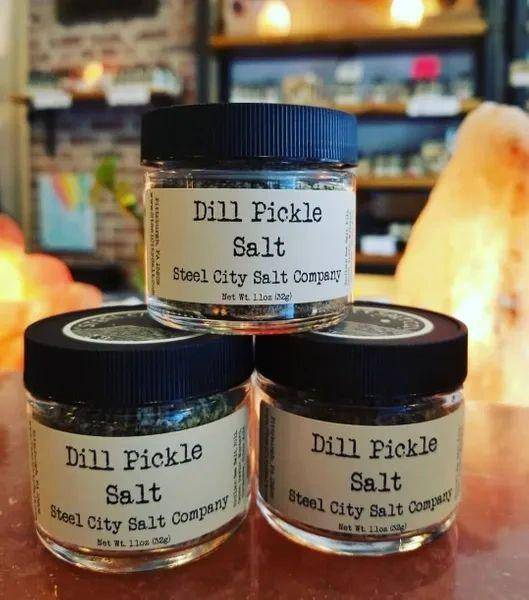 Dill Pickle
Salt
Steel City Salt Company
Net Wt. 1.1oz (32g)
Dill Pickle
Salt
Steel City Salt Company
Net Wt. 1.1oz (32g)
Dill Pickle
Salt
Steel City Salt Company
Net Wt. 1.1oz (32g)